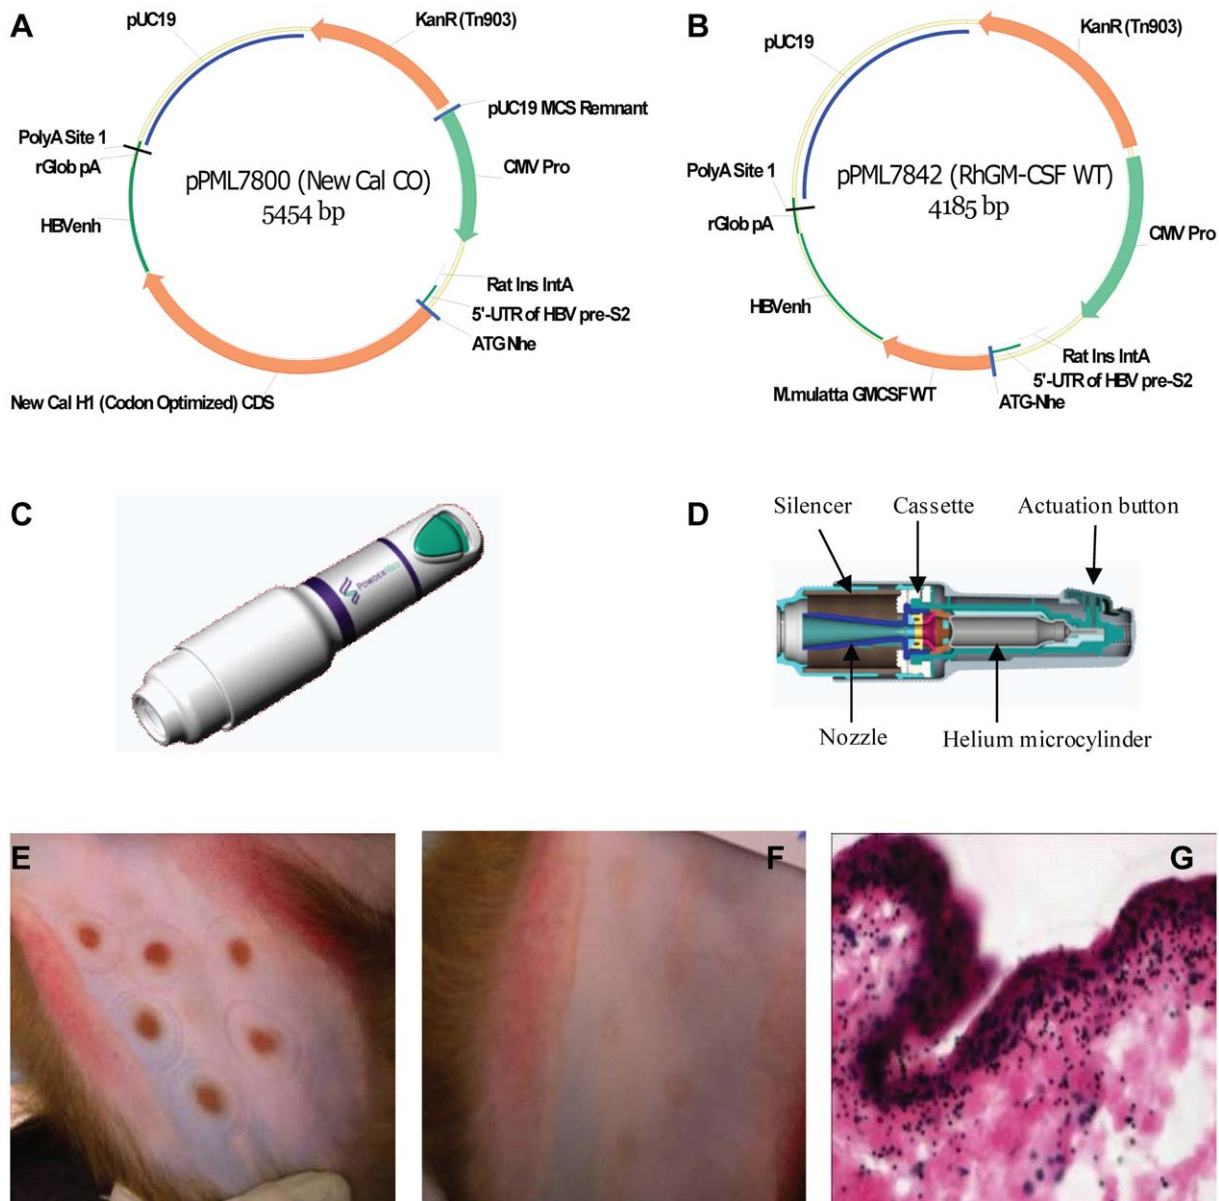 A
pUC19
KanR (Tn903)
pUC19 MCS Remnant
PolyA Site 1
rGlob pA
CMV Pro
pPML7800 (New Cal CO)
5454 bp
HBVenh
Rat Ins IntA
5'-UTR of HBV pre-S2
ATG Nhe
New Cal H1 (Codon Optimized) CDS
B
pUC19
KanR (Tn903)
PolyA Site 1
rGlob pA
pPML7842 (RhGM-CSF WT)
4185 bp
CMV Pro
HBVenh
Rat Ins IntA
5'-UTR of HBV pre-S2
M.mulatta GMCSF WT
ATG-Nhe
C
POWDERMED
D
Silencer
Cassette
Actuation button
Nozzle
Helium microcylinder
E
F
G